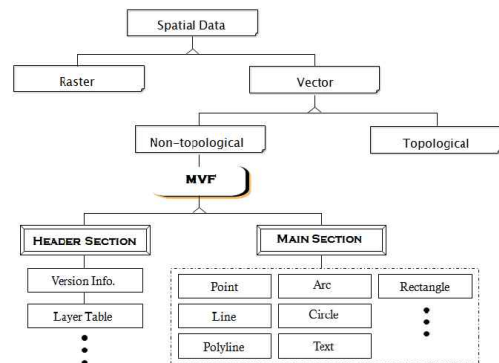 Spatial Data
Raster
Vector
Non-topological
Topological
MVF
HEADER SECTION
MAIN SECTION
Version Info.
Layer Table
Point
Arc
Rectangle
Line
Circle
Polyline
Text